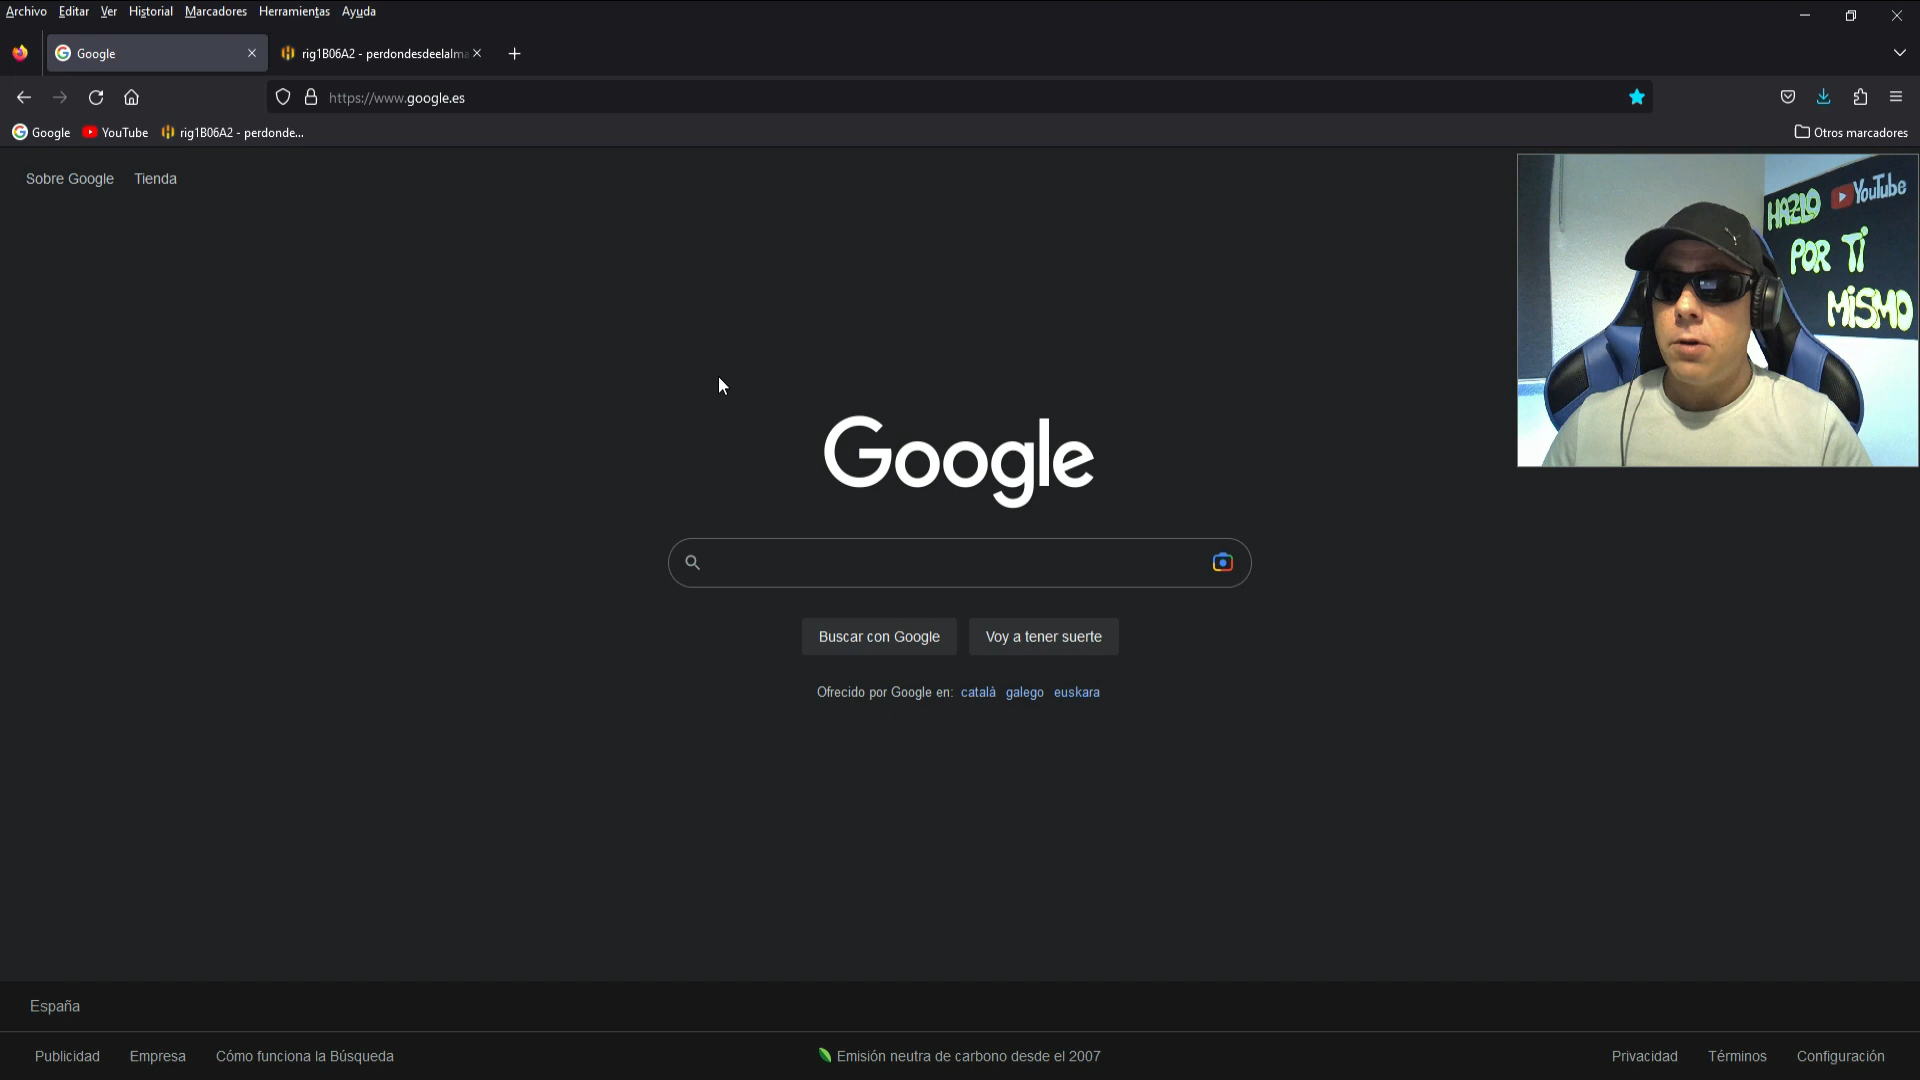 Archivo Editar Ver Historial Marcadores Herramientas Ayuda
Google
rig1B06A2 - perdondesdeelalma
https://www.google.es
Google
YouTube
rig1B06A2 - perdonde...
Otros marcadores
Sobre Google
Tienda
YouTube
HAZLO
POR TI
MiSMO
Google
Buscar con Google
Voy a tener suerte
Ofrecido por Google en: català galego euskara
España
Publicidad
Empresa
Cómo funciona la Búsqueda
Emisión neutra de carbono desde el 2007
Privacidad
Términos
Configuración